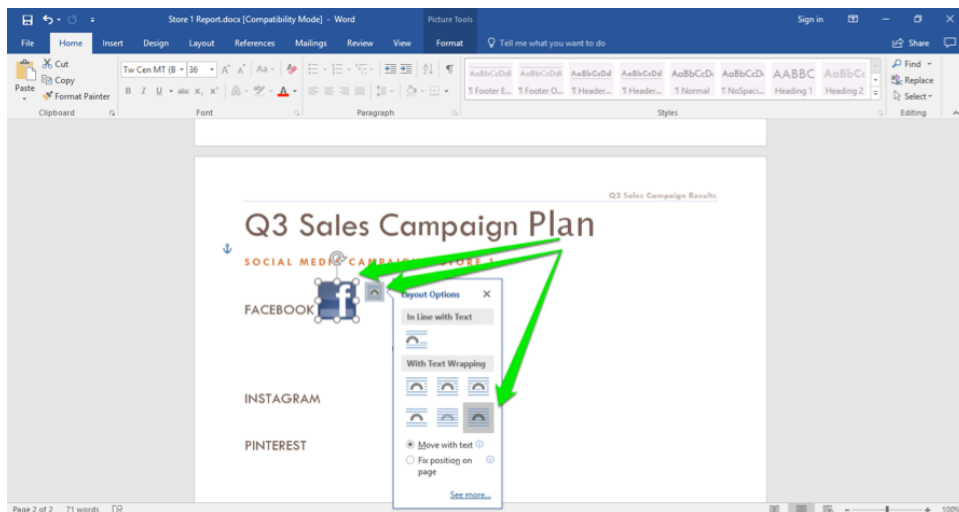 Store 1 Report.docx [Compatibility Mode] - Word
Picture Tools
Sign in
File Home Insert Design Layout References Mailings Review View Format Tell me what you want to do Share
Cut
Copy
Format Painter
Paste
Tw Cen MT (B 36 A A Aa
B I U abc x, x² A A
AaBbCcDd AaBbCcDd AaBbCcDd AaBbCcDd AaBbCcD AaBbCcD AABBC AaBbCc
¶ Footer E... ¶ Footer O... ¶ Header... ¶ Header... ¶ Normal ¶ NoSpaci... Heading 1 Heading 2
Find
Replace
Select
Clipboard Font Paragraph Styles Editing
Q3 Sales Campaign Results
Q3 Sales Campaign Plan
SOCIAL MEDIA
FACEBOOK
f
INSTAGRAM
PINTEREST
Layout Options
In Line with Text
With Text Wrapping
Move with text
Fix position on
page
See more...
Page 2 of 2 71 words 100%